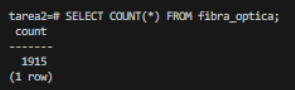 tarea2=# SELECT COUNT(*) FROM fibra_optica;
count
-------
1915
(1 row)